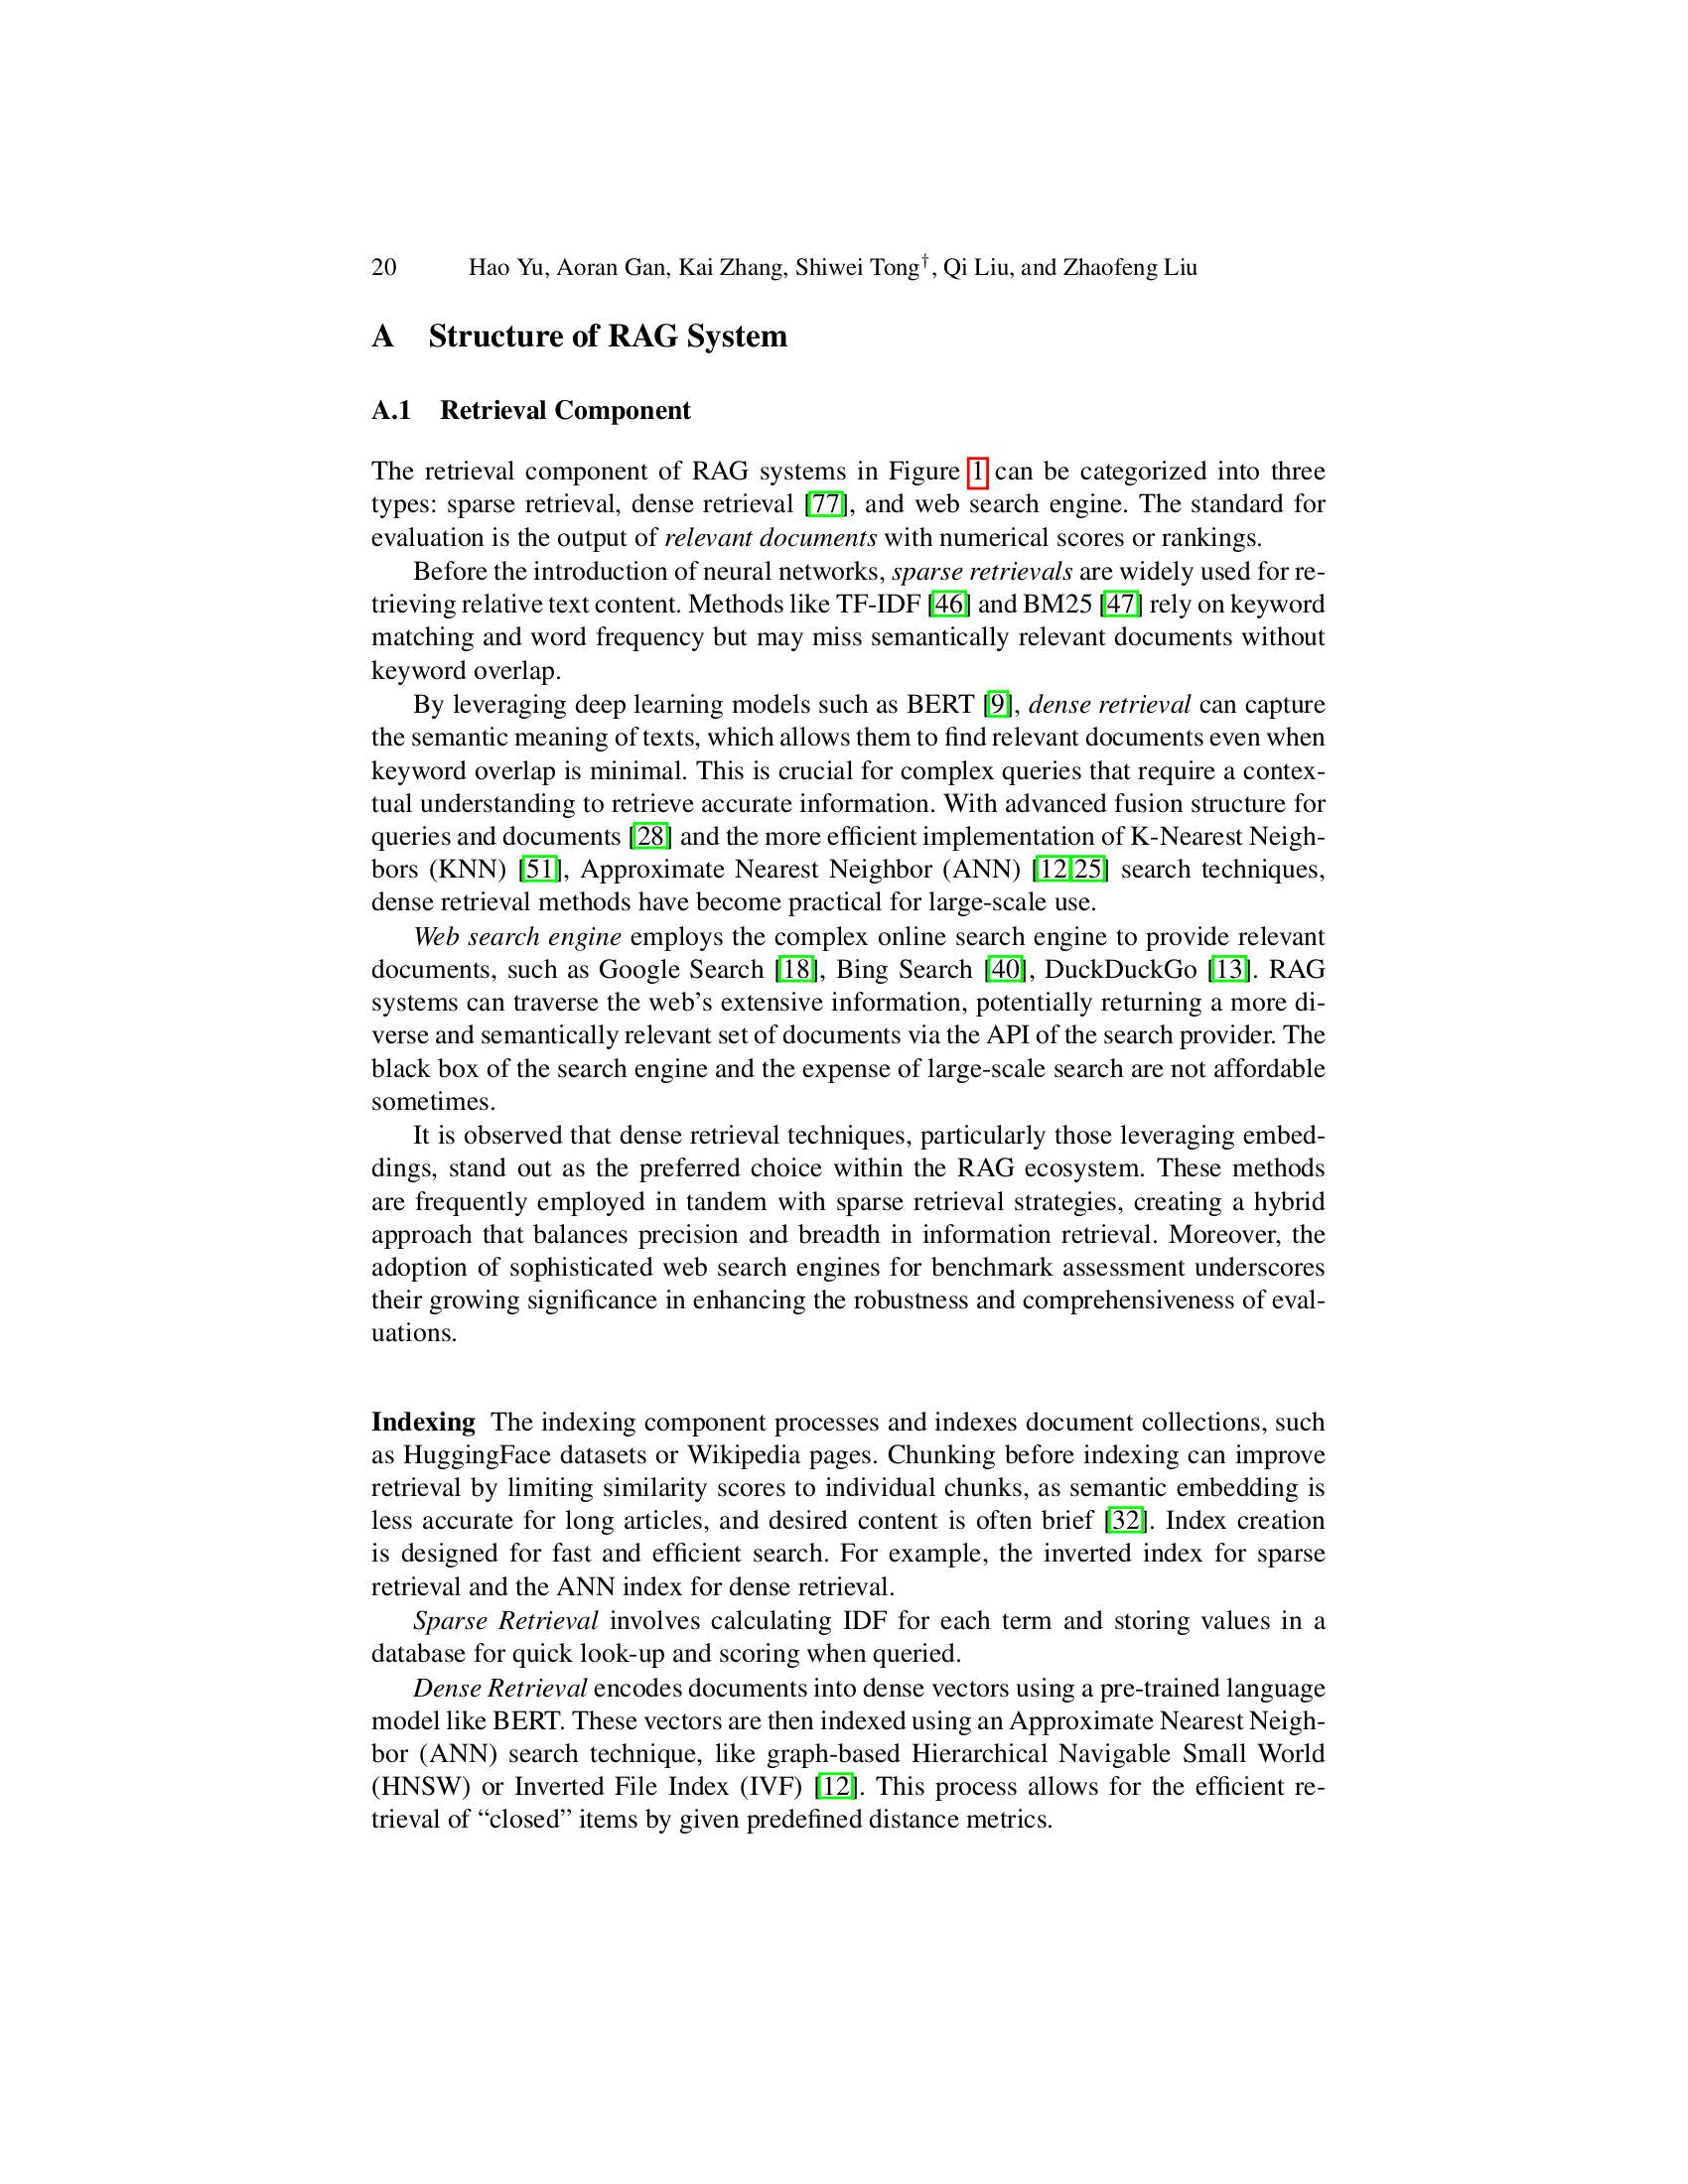 20 Hao Yu, Aoran Gan, Kai Zhang, Shiwei Tong†, Qi Liu, and Zhaofeng Liu
A Structure of RAG System
A.1 Retrieval Component
The retrieval component of RAG systems in Figure 1 can be categorized into three
types: sparse retrieval, dense retrieval [77], and web search engine. The standard for
evaluation is the output of relevant documents with numerical scores or rankings.
Before the introduction of neural networks, sparse retrievals are widely used for re-
trieving relative text content. Methods like TF-IDF [46] and BM25 [47] rely on keyword
matching and word frequency but may miss semantically relevant documents without
keyword overlap.
By leveraging deep learning models such as BERT [9], dense retrieval can capture
the semantic meaning of texts, which allows them to find relevant documents even when
keyword overlap is minimal. This is crucial for complex queries that require a contex-
tual understanding to retrieve accurate information. With advanced fusion structure for
queries and documents [28] and the more efficient implementation of K-Nearest Neigh-
bors (KNN) [51], Approximate Nearest Neighbor (ANN) [12,25] search techniques,
dense retrieval methods have become practical for large-scale use.
Web search engine employs the complex online search engine to provide relevant
documents, such as Google Search [18], Bing Search [40], DuckDuckGo [13]. RAG
systems can traverse the web's extensive information, potentially returning a more di-
verse and semantically relevant set of documents via the API of the search provider. The
black box of the search engine and the expense of large-scale search are not affordable
sometimes.
It is observed that dense retrieval techniques, particularly those leveraging embed-
dings, stand out as the preferred choice within the RAG ecosystem. These methods
are frequently employed in tandem with sparse retrieval strategies, creating a hybrid
approach that balances precision and breadth in information retrieval. Moreover, the
adoption of sophisticated web search engines for benchmark assessment underscores
their growing significance in enhancing the robustness and comprehensiveness of eval-
uations.
Indexing The indexing component processes and indexes document collections, such
as HuggingFace datasets or Wikipedia pages. Chunking before indexing can improve
retrieval by limiting similarity scores to individual chunks, as semantic embedding is
less accurate for long articles, and desired content is often brief [32]. Index creation
is designed for fast and efficient search. For example, the inverted index for sparse
retrieval and the ANN index for dense retrieval.
Sparse Retrieval involves calculating IDF for each term and storing values in a
database for quick look-up and scoring when queried.
Dense Retrieval encodes documents into dense vectors using a pre-trained language
model like BERT. These vectors are then indexed using an Approximate Nearest Neigh-
bor (ANN) search technique, like graph-based Hierarchical Navigable Small World
(HNSW) or Inverted File Index (IVF) [12]. This process allows for the efficient re-
trieval of “closed” items by given predefined distance metrics.